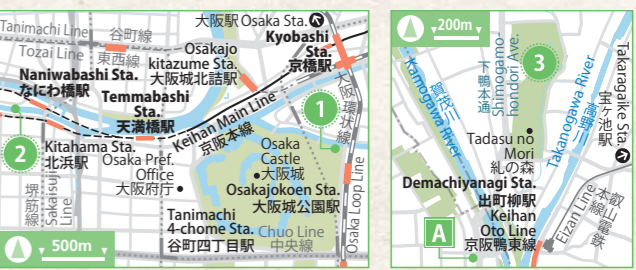 大阪駅 Osaka Sta.
Tanimachi Line 谷町線
Tozai Line 東西線
Osakajo
kitazume Sta.
大阪城北詰駅
Kyobashi
Sta.
京橋駅
Naniwabashi Sta.
なにわ橋駅
Temmabashi
Sta.
天満橋駅
Keihan Main Line
京阪本線
大阪環状線
1
2
Kitahama Sta.
北浜駅
Osaka Pref.
Office
大阪府庁
Osaka
Castle
大阪城
Osakajokoen Sta.
大阪城公園駅
堺筋線
Sakaisuji
Line
Tanimachi
4-chome Sta.
谷町四丁目駅
Chuo Line
中央線
Osaka Loop Line
500m
200m
下鴨本通
Shimogamo-
hondori Ave.
3
賀茂川
Kamogawa River
Takanogawa River
高野川
Takaragaike Sta.
宝ヶ池駅
Tadasu no
Mori
糺の森
Demachiyanagi Sta.
出町柳駅
Keihan
Oto Line
京阪鴨東線
A
Eizan Line
叡山電鉄
本線